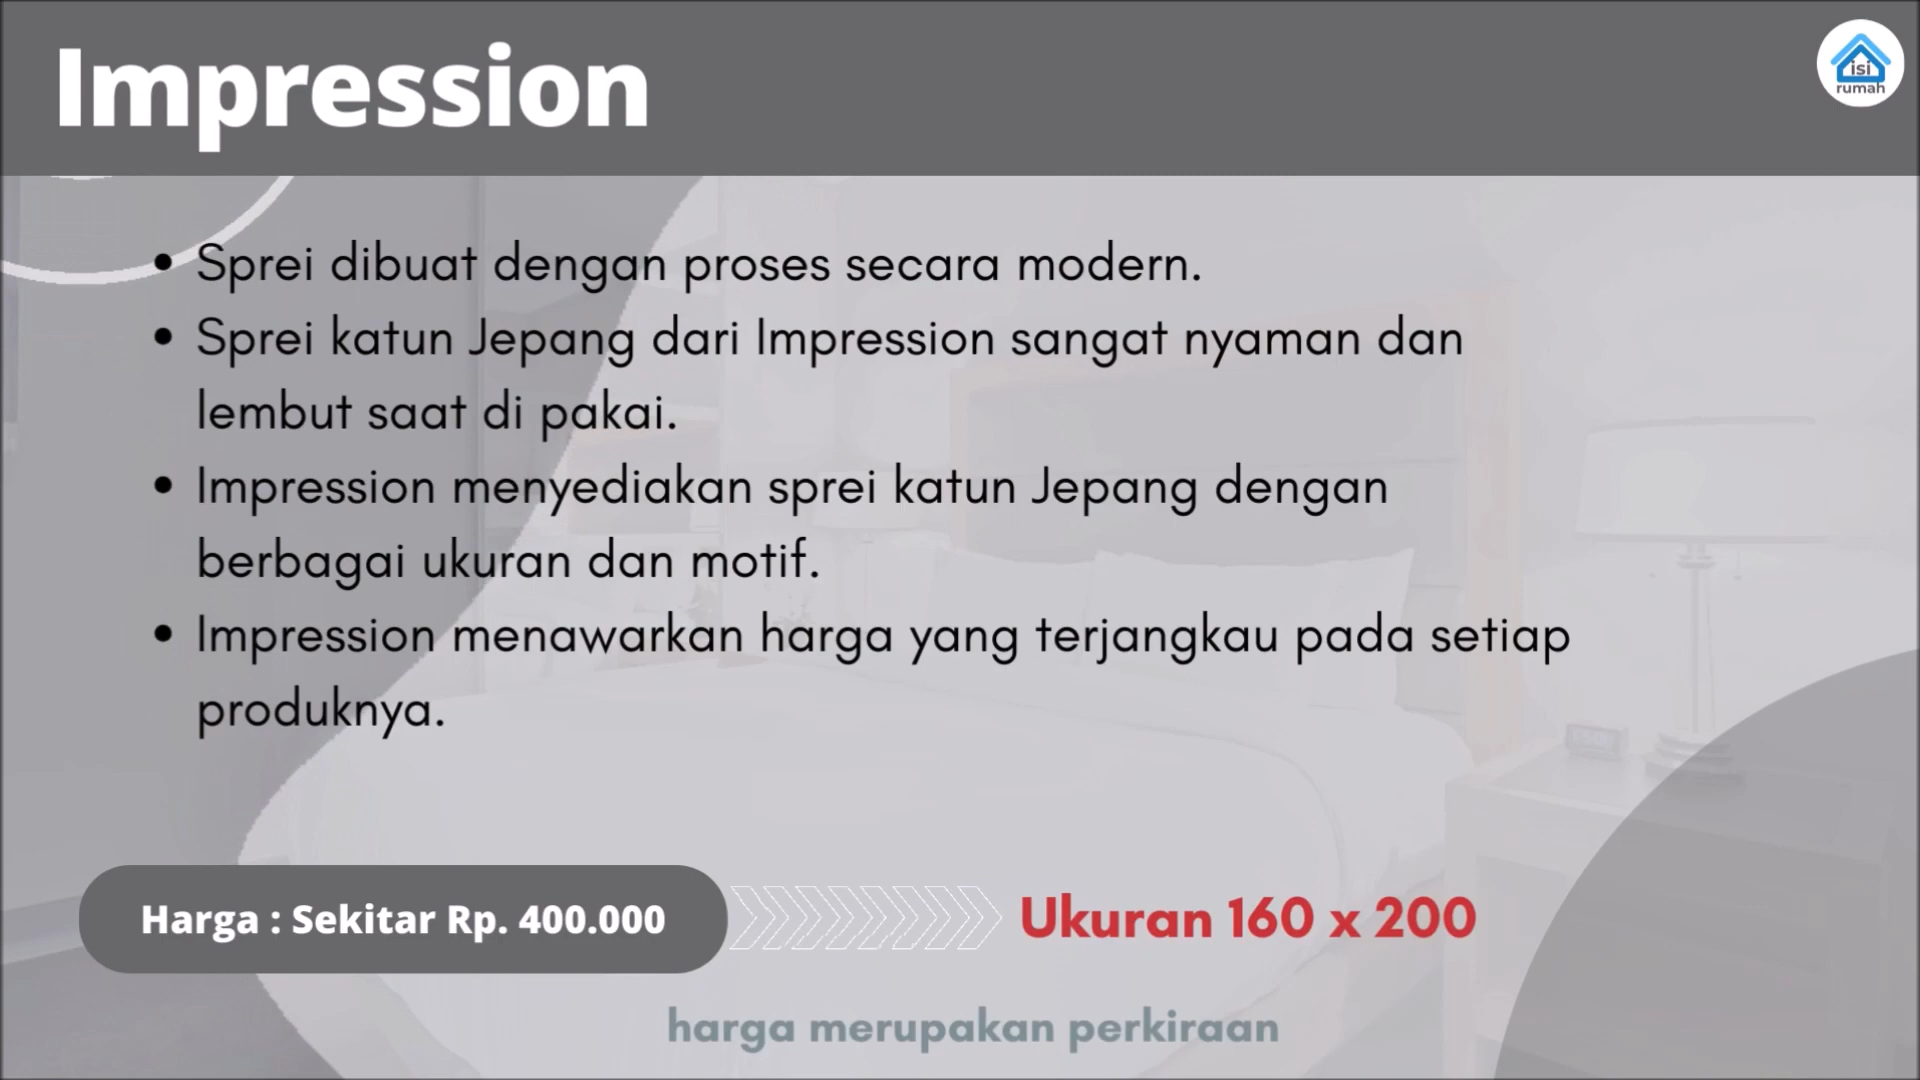 Impression
isi
rumah
• Sprei dibuat dengan proses secara modern.
• Sprei katun Jepang dari Impression sangat nyaman dan
lembut saat di pakai.
• Impression menyediakan sprei katun Jepang dengan
berbagai ukuran dan motif.
• Impression menawarkan harga yang terjangkau pada setiap
produknya.
Harga : Sekitar Rp. 400.000
Ukuran 160 x 200
harga merupakan perkiraan